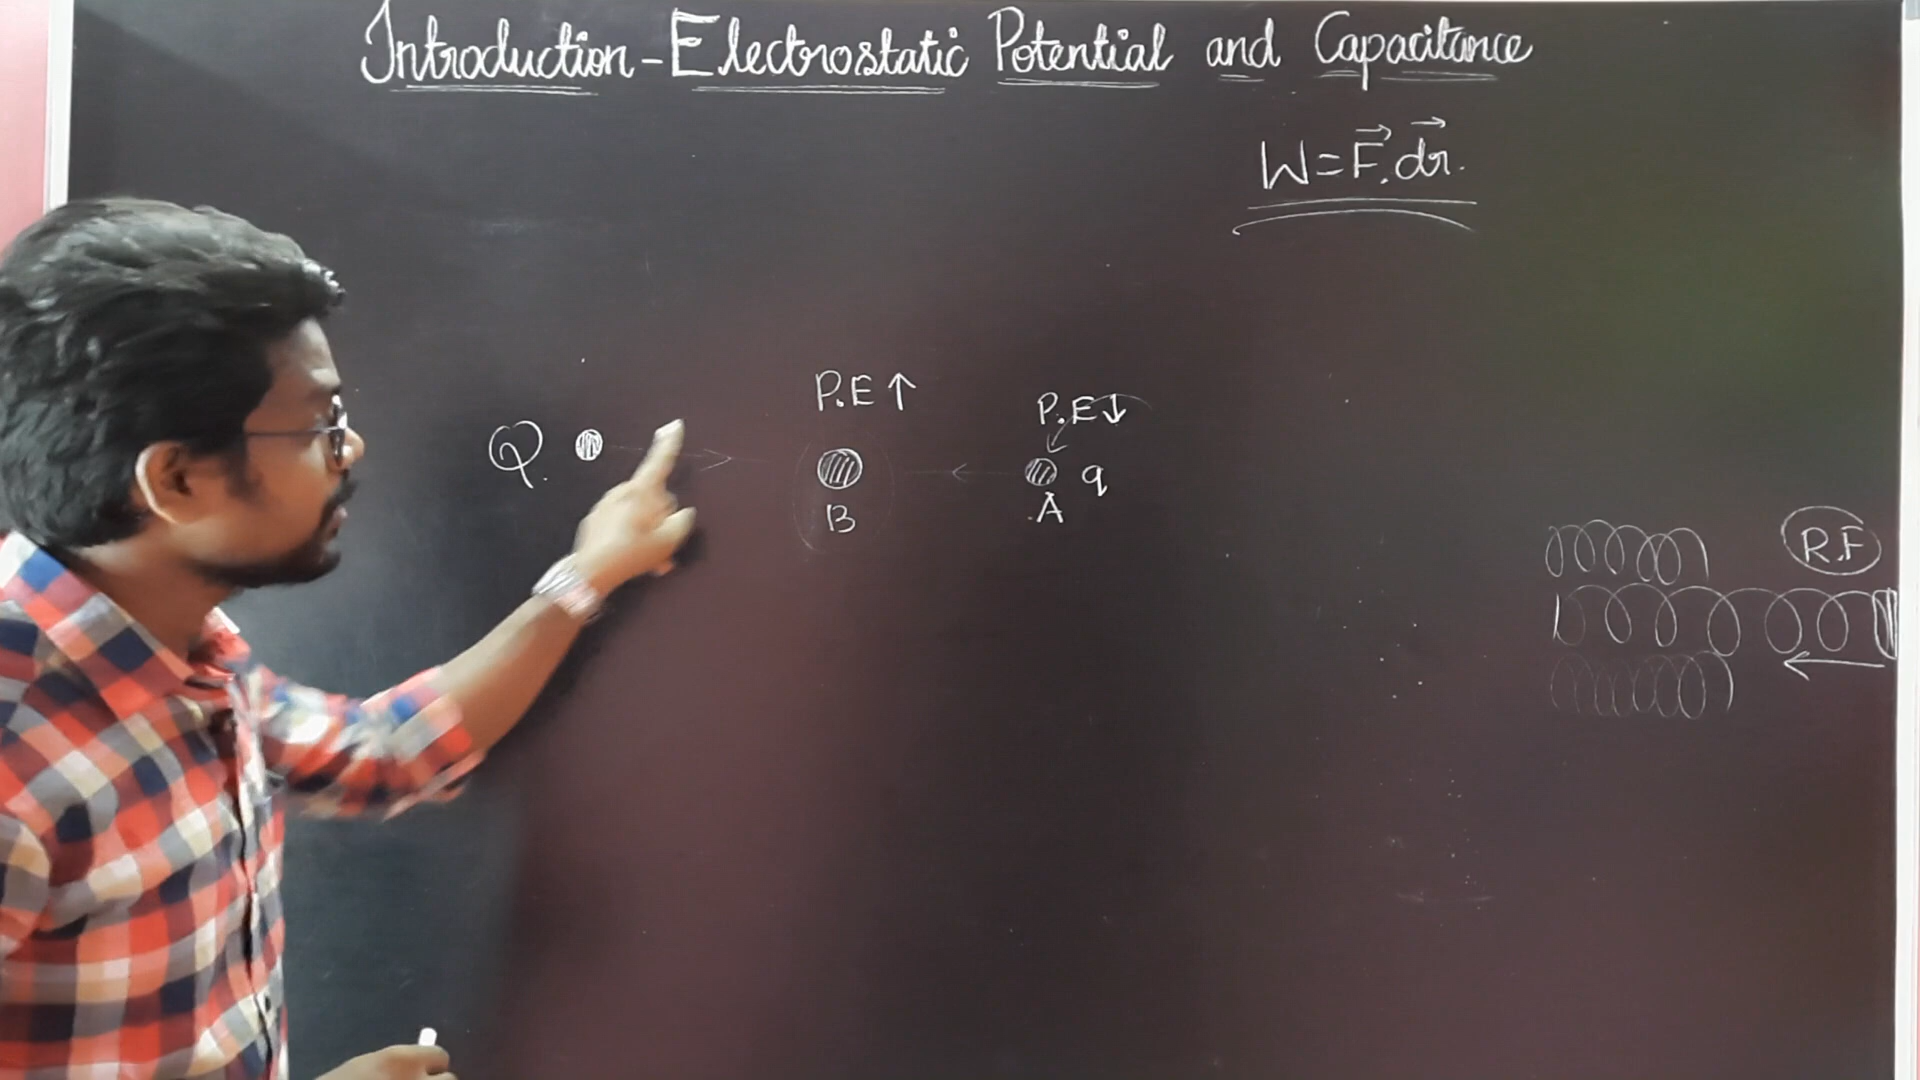 Introduction - Electrostatic Potential and Capacitance
W = F . dr.
P.E ↑
P.E ↓
Q.
q
B
A
R.F